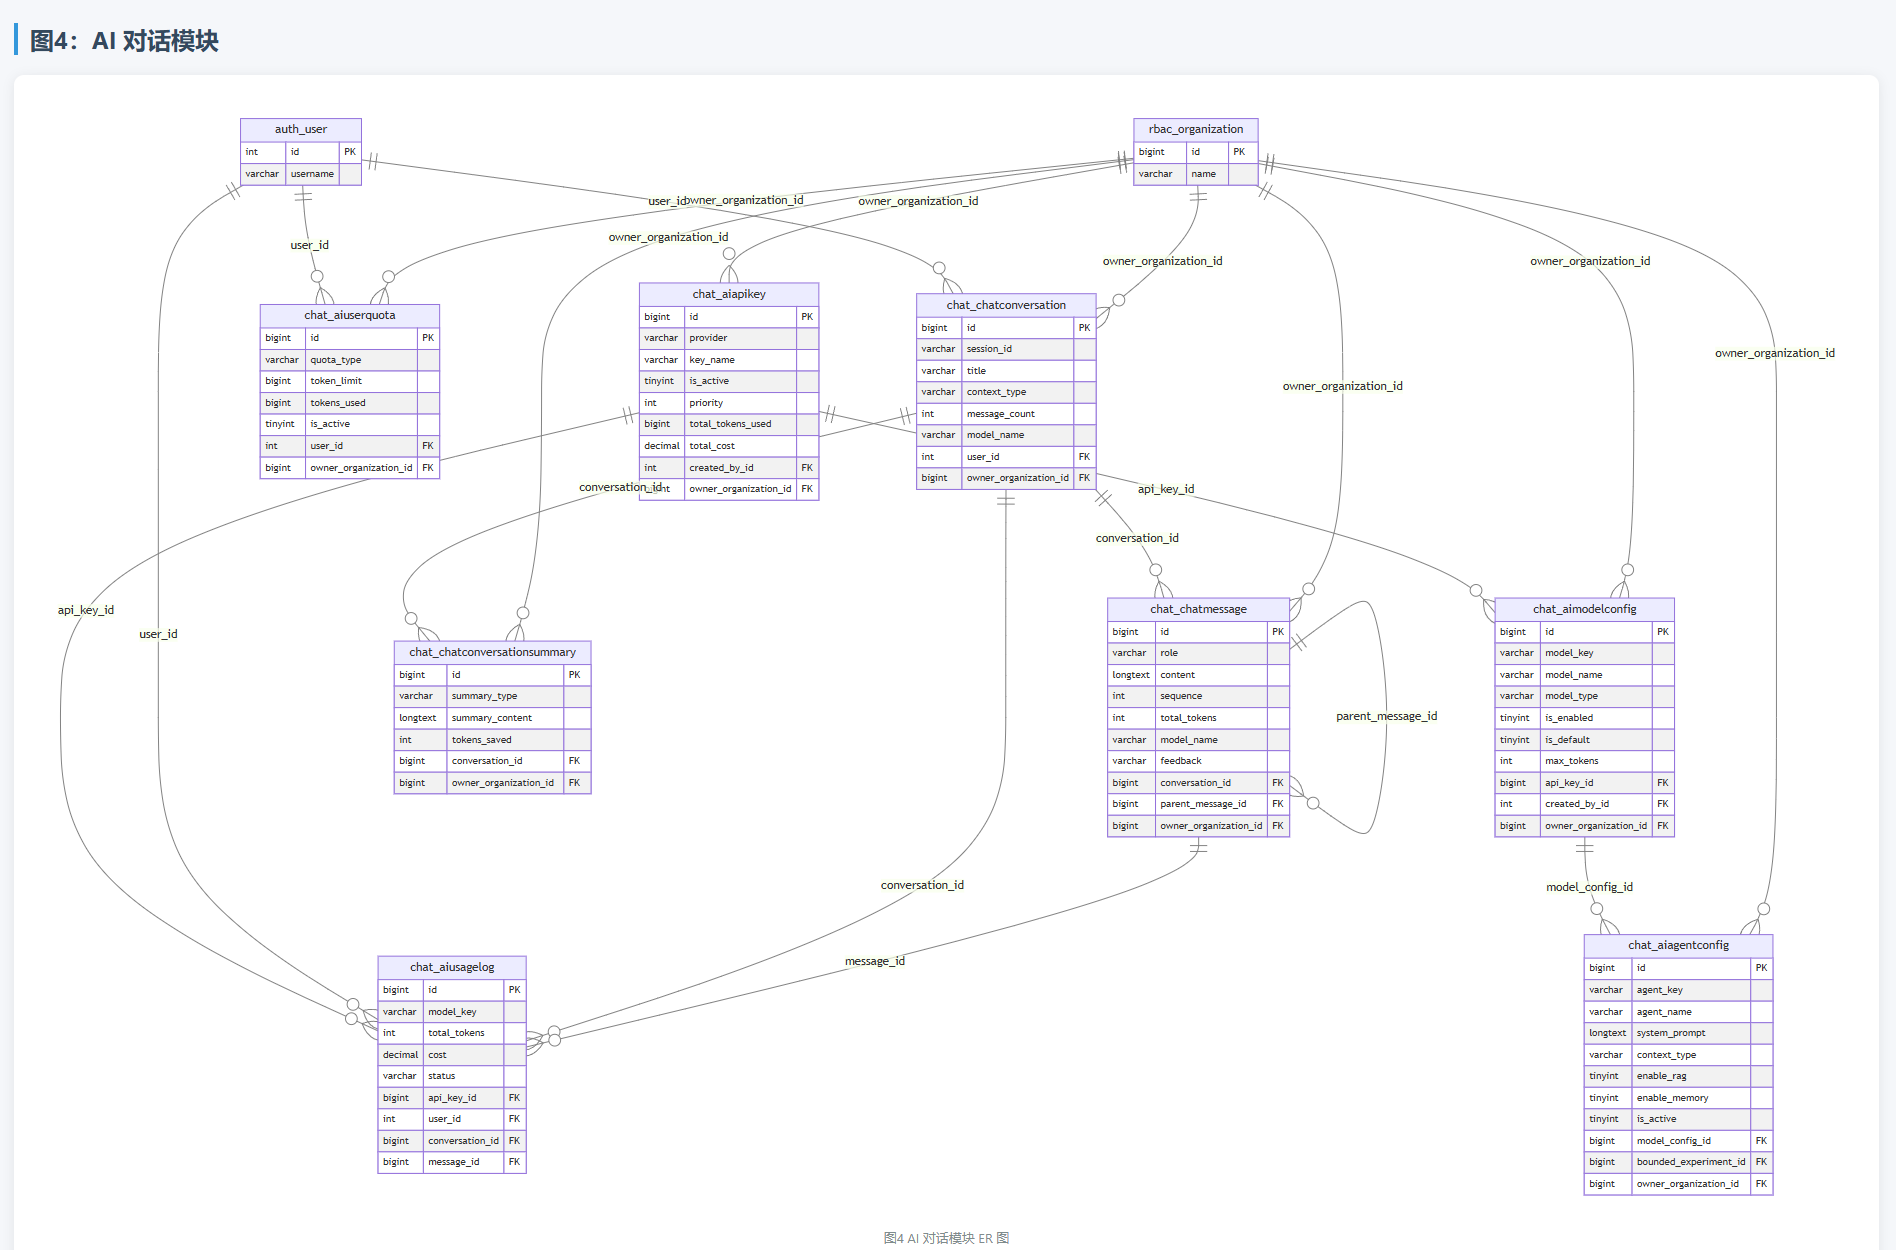 图4：AI 对话模块
auth_user
int id PK
varchar username
rbac_organization
bigint id PK
varchar name
user_id
owner_organization_id
owner_organization_id
owner_organization_id
user_id
owner_organization_id
owner_organization_id
owner_organization_id
owner_organization_id
chat_aiuserquota
bigint id PK
varchar quota_type
bigint token_limit
bigint tokens_used
tinyint is_active
int user_id FK
bigint owner_organization_id FK
chat_aiapikey
bigint id PK
varchar provider
varchar key_name
tinyint is_active
int priority
bigint total_tokens_used
decimal total_cost
int created_by_id FK
bigint owner_organization_id FK
chat_chatconversation
bigint id PK
varchar session_id
varchar title
varchar context_type
int message_count
varchar model_name
int user_id FK
bigint owner_organization_id FK
conversation_id
api_key_id
conversation_id
api_key_id
user_id
chat_chatconversationsummary
bigint id PK
varchar summary_type
longtext summary_content
int tokens_saved
bigint conversation_id FK
bigint owner_organization_id FK
chat_chatmessage
bigint id PK
varchar role
longtext content
int sequence
int total_tokens
varchar model_name
varchar feedback
bigint conversation_id FK
bigint parent_message_id FK
bigint owner_organization_id FK
parent_message_id
chat_aimodelconfig
bigint id PK
varchar model_key
varchar model_name
varchar model_type
tinyint is_enabled
tinyint is_default
int max_tokens
bigint api_key_id FK
int created_by_id FK
bigint owner_organization_id FK
conversation_id
model_config_id
message_id
chat_aiusagelog
bigint id PK
varchar model_key
int total_tokens
decimal cost
varchar status
bigint api_key_id FK
int user_id FK
bigint conversation_id FK
bigint message_id FK
chat_aiagentconfig
bigint id PK
varchar agent_key
varchar agent_name
longtext system_prompt
varchar context_type
tinyint enable_rag
tinyint enable_memory
tinyint is_active
bigint model_config_id FK
bigint bounded_experiment_id FK
bigint owner_organization_id FK
图4 AI 对话模块 ER 图